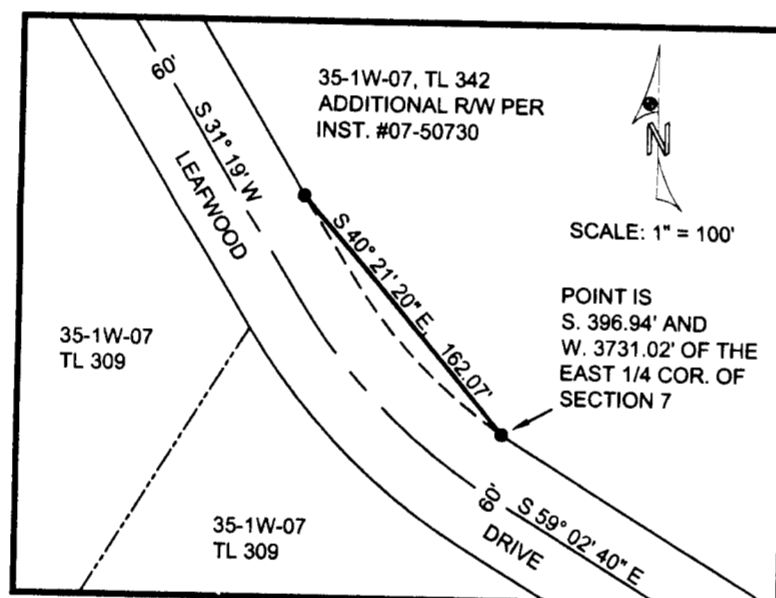 35-1W-07, TL 342
ADDITIONAL R/W PER
INST. #07-50730
60'
S 31° 19' W
LEAFWOOD
N
SCALE: 1" = 100'
S 40° 21' 20" E, 162.07'
POINT IS
S. 396.94' AND
W. 3731.02' OF THE
EAST 1/4 COR. OF
SECTION 7
35-1W-07
TL 309
35-1W-07
TL 309
60'
S 59° 02' 40" E
DRIVE